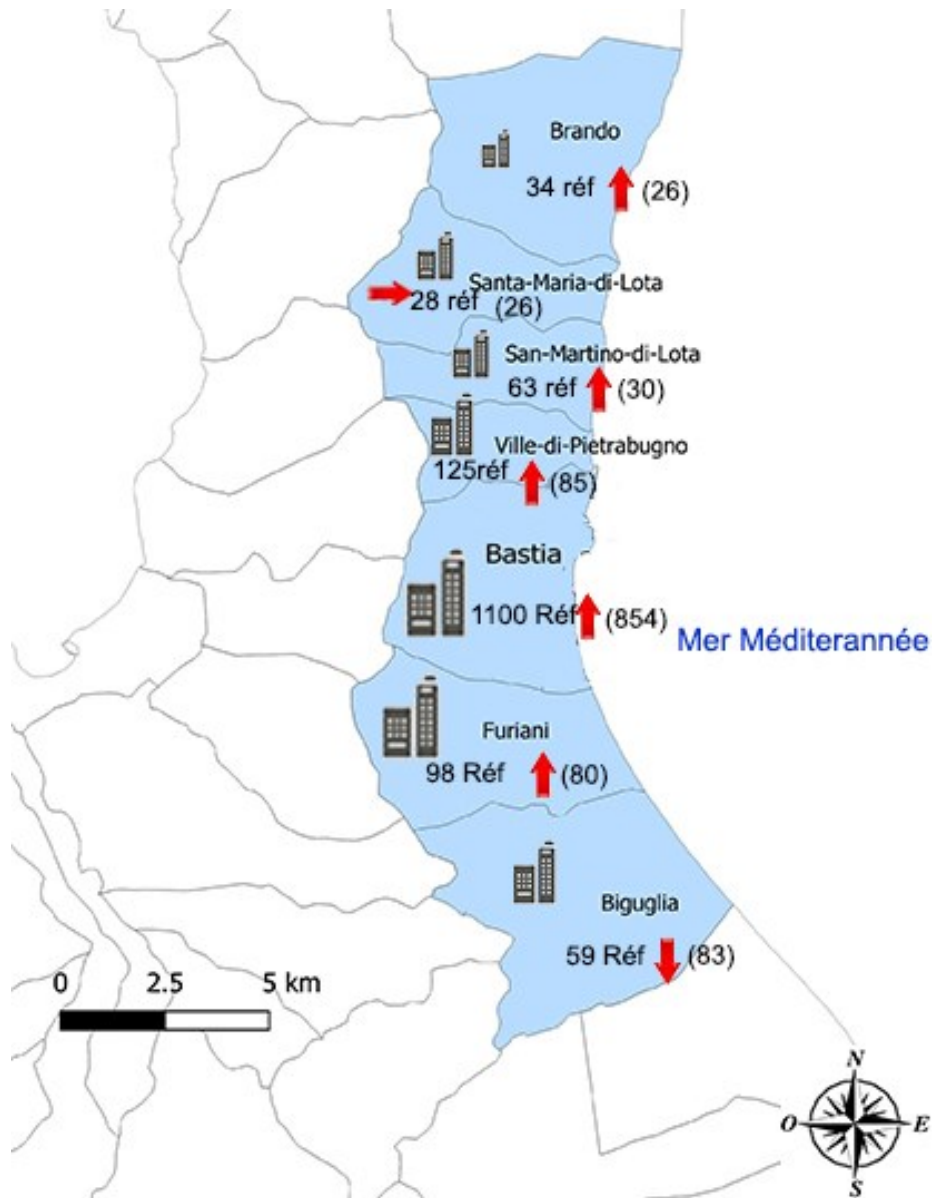 Brando
34 réf (26)
Santa-Maria-di-Lota
28 réf (26)
San-Martino-di-Lota
63 réf (30)
Ville-di-Pietrabugno
125réf (85)
Bastia
1100 Réf (854)
Mer Méditerannée
Furiani
98 Réf (80)
Biguglia
59 Réf (83)
0 2.5 5 km
N
O E
S